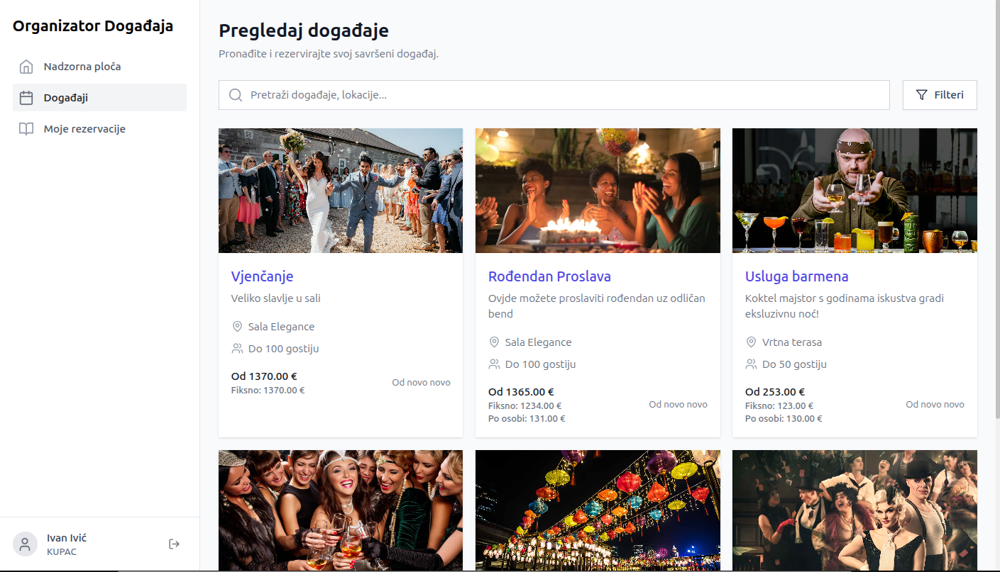 Organizator Događaja
Nadzorna ploča
Događaji
Moje rezervacije
Ivan Ivić
KUPAC
Pregledaj događaje
Pronađite i rezervirajte svoj savršeni događaj.
Pretraži događaje, lokacije...
Filteri
Vjenčanje
Veliko slavlje u sali
Sala Elegance
Do 100 gostiju
Od 1370.00 €
Fiksno: 1370.00 €
Od novo novo
Rođendan Proslava
Ovjde možete proslaviti rođendan uz odličan
bend
Sala Elegance
Do 100 gostiju
Od 1365.00 €
Fiksno: 1234.00 €
Po osobi: 131.00 €
Od novo novo
Usluga barmena
Koktel majstor s godinama iskustva gradi
ekskluzivnu noć!
Vrtna terasa
Do 50 gostiju
Od 253.00 €
Fiksno: 123.00 €
Po osobi: 130.00 €
Od novo novo